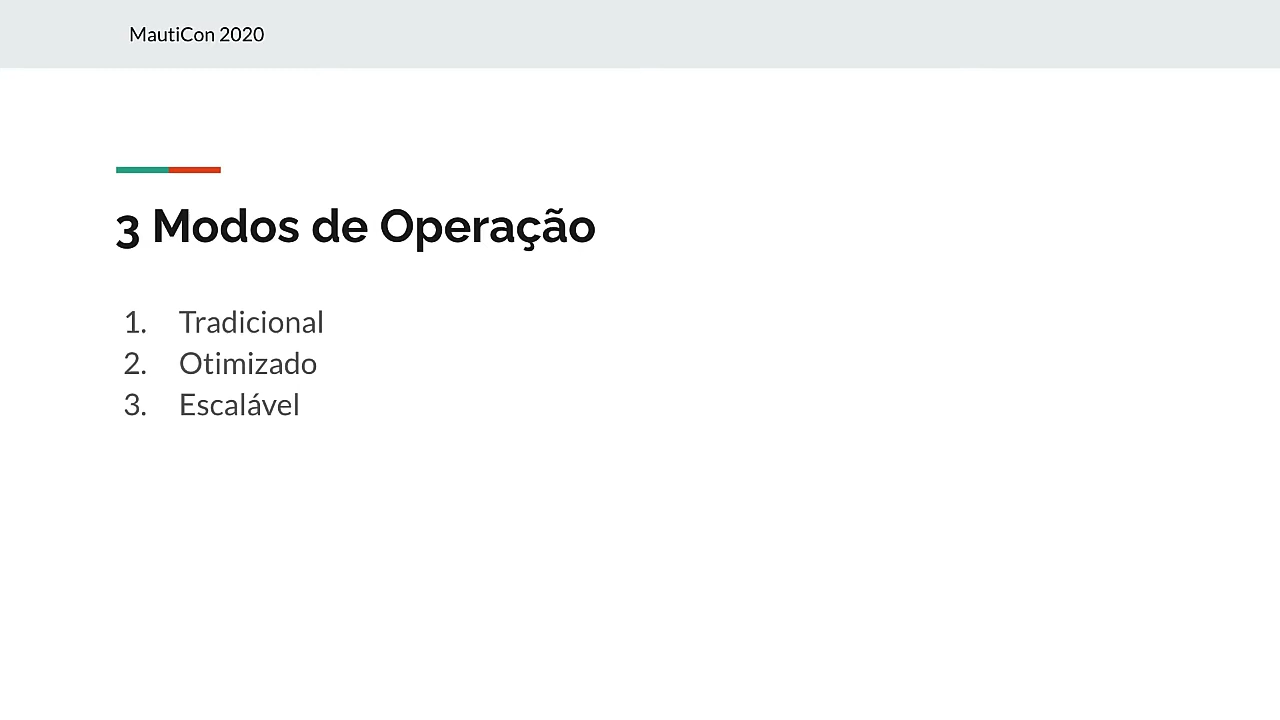 MautiCon 2020
3 Modos de Operação
1. Tradicional
2. Otimizado
3. Escalável